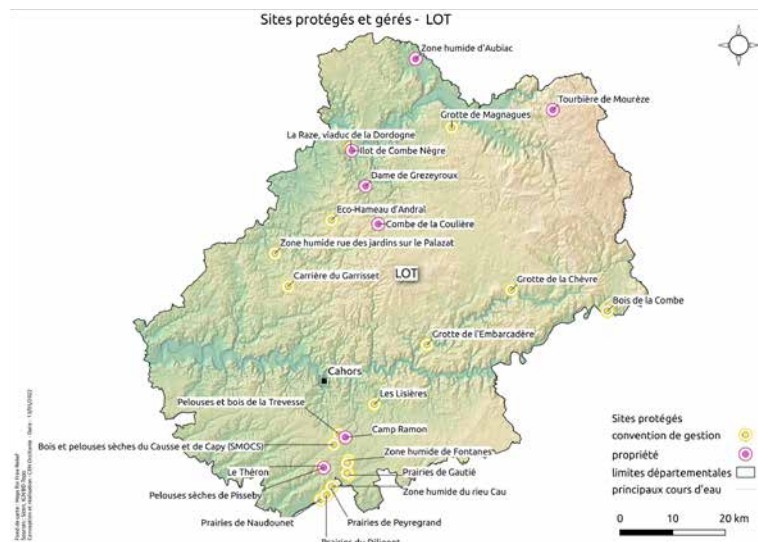 Sites protégés et gérés - LOT
Zone humide d'Aubiac
Tourbière de Mourèze
Grotte de Magnagues
La Raze, viaduc de la Dordogne
Ilot de Combe Nègre
Dame de Grezeyroux
Eco-Hameau d'Andral
Combe de la Coulière
Zone humide rue des jardins sur le Palazat
LOT
Carrière du Garrisset
Grotte de la Chèvre
Bois de la Combe
Grotte de l'Embarcadère
Cahors
Les Lisières
Pelouses et bois de la Trevesse
Camp Ramon
Bois et pelouses sèches du Causse et de Capy (SMOCS)
Zone humide de Fontanes
Le Théron
Prairies de Gautié
Pelouses sèches de Pisseby
Zone humide du rieu Cau
Prairies de Naudounet
Prairies de Peyregrand
Sites protégés
convention de gestion
propriété
limites départementales
principaux cours d'eau
0 10 20 km